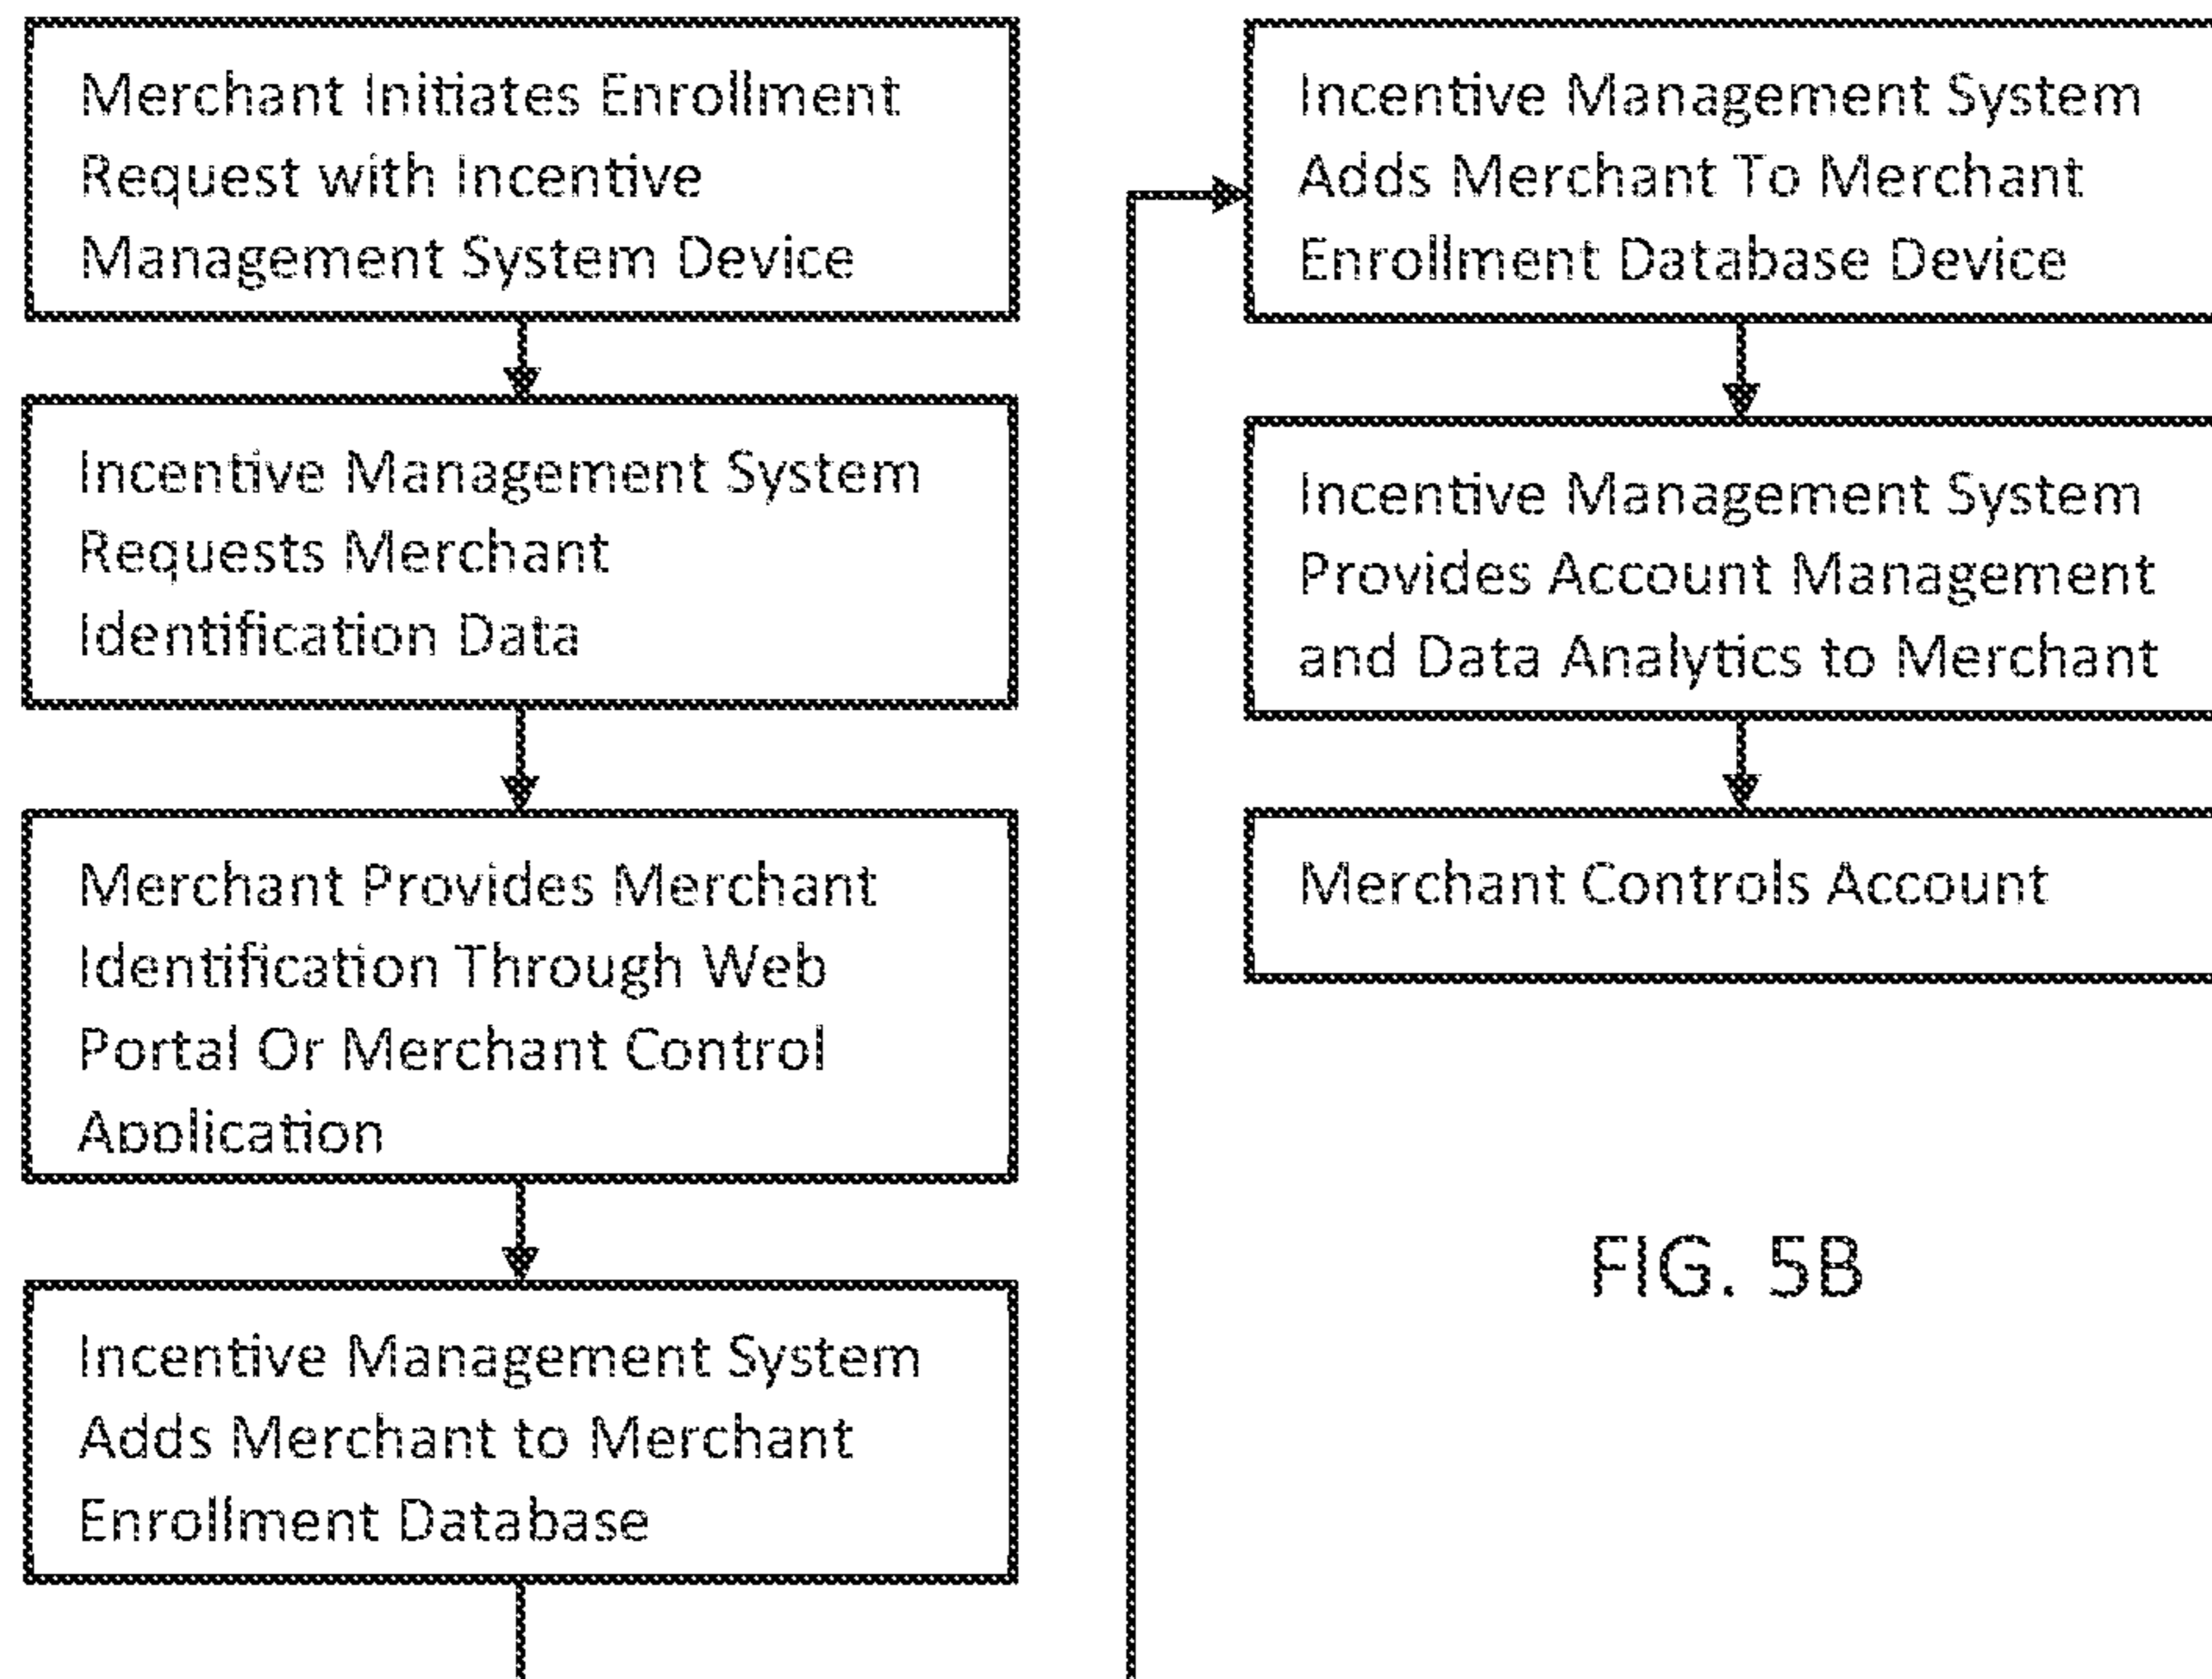 Merchant Initiates Enrollment
Request with Incentive
Management System Device
Incentive Management System
Requests Merchant
Identification Data
Merchant Provides Merchant
Identification Through Web
Portal Or Merchant Control
Application
Incentive Management System
Adds Merchant to Merchant
Enrollment Database
Incentive Management System
Adds Merchant To Merchant
Enrollment Database Device
Incentive Management System
Provides Account Management
and Data Analytics to Merchant
Merchant Controls Account
FIG. 5B